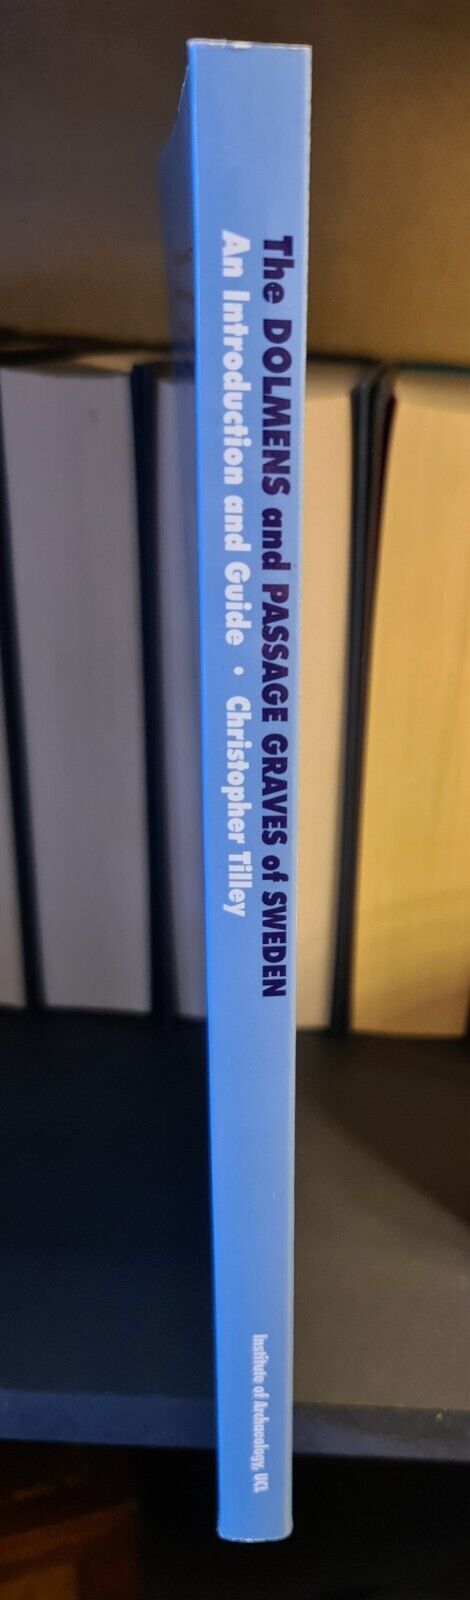 The DOLMENS and PASSAGE GRAVES of SWEDEN
An Introduction and Guide • Christopher Tilley
Institute of Archaeology, UCL